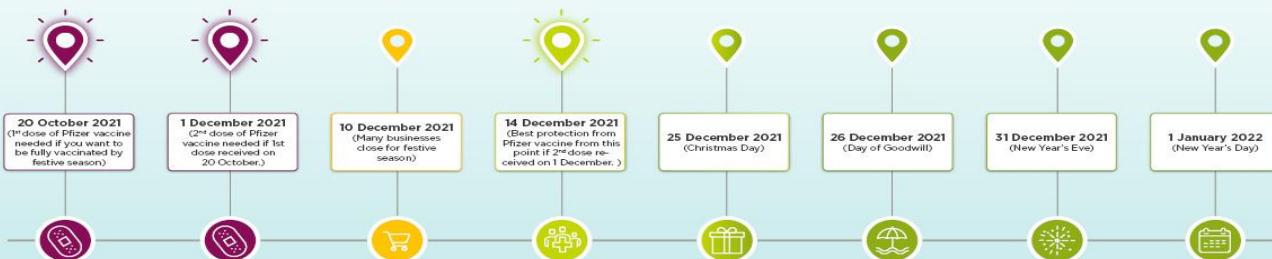 20 October 2021
(1st dose of Pfizer vaccine
needed if you want to
be fully vaccinated by
festive season)
1 December 2021
(2nd dose of Pfizer
vaccine needed if 1st
dose received on
20 October.)
10 December 2021
(Many businesses
close for festive
season)
14 December 2021
(Best protection from
Pfizer vaccine from this
point if 2nd dose re-
ceived on 1 December. )
25 December 2021
(Christmas Day)
26 December 2021
(Day of Goodwill)
31 December 2021
(New Year's Eve)
1 January 2022
(New Year's Day)